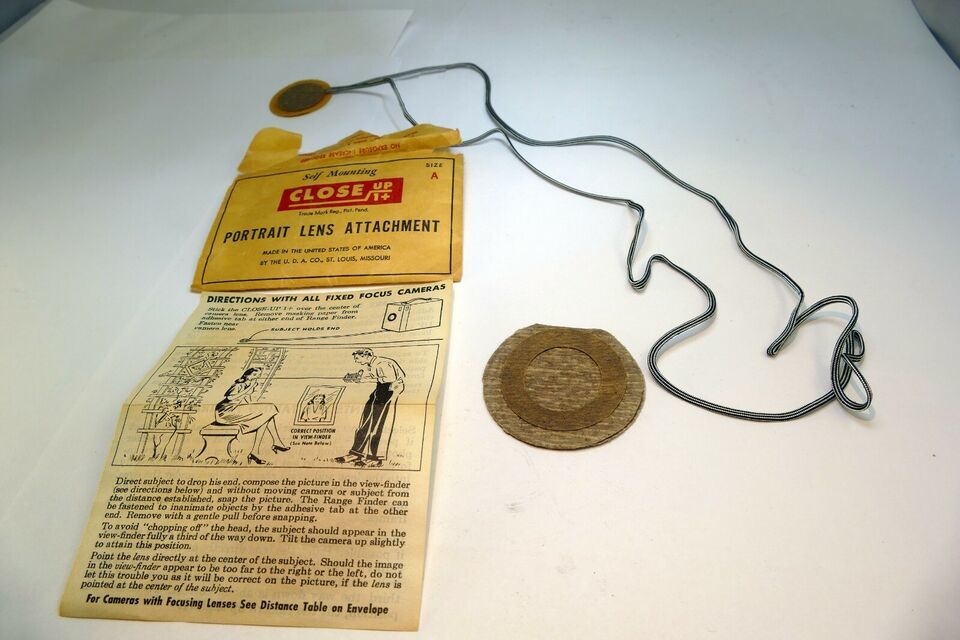 NO EXPOSURE INCREASE REQUIRED
Self Mounting
SIZE
A
CLOSE UP 1+
Trade Mark Reg., Pat. Pend.
PORTRAIT LENS ATTACHMENT
MADE IN THE UNITED STATES OF AMERICA
BY THE U. D. A. CO., ST. LOUIS, MISSOURI
DIRECTIONS WITH ALL FIXED FOCUS CAMERAS
Stick the CLOSE-UP 1+ over the center of
camera lens. Remove masking paper from
adhesive tab at either end of Range Finder.
Fasten near
camera lens.
SUBJECT HOLDS END
CORRECT POSITION
IN VIEW-FINDER
(See Note Below)
Direct subject to drop his end, compose the picture in the view-finder
(see directions below) and without moving camera or subject from
the distance established, snap the picture. The Range Finder can
be fastened to inanimate objects by the adhesive tab at the other
end. Remove with a gentle pull before snapping.
To avoid "chopping off" the head, the subject should appear in the
view-finder fully a third of the way down. Tilt the camera up slightly
to attain this position.
Point the lens directly at the center of the subject. Should the image
in the view-finder appear to be too far to the right or the left, do not
let this trouble you as it will be correct on the picture, if the lens is
pointed at the center of the subject.
For Cameras with Focusing Lenses See Distance Table on Envelope